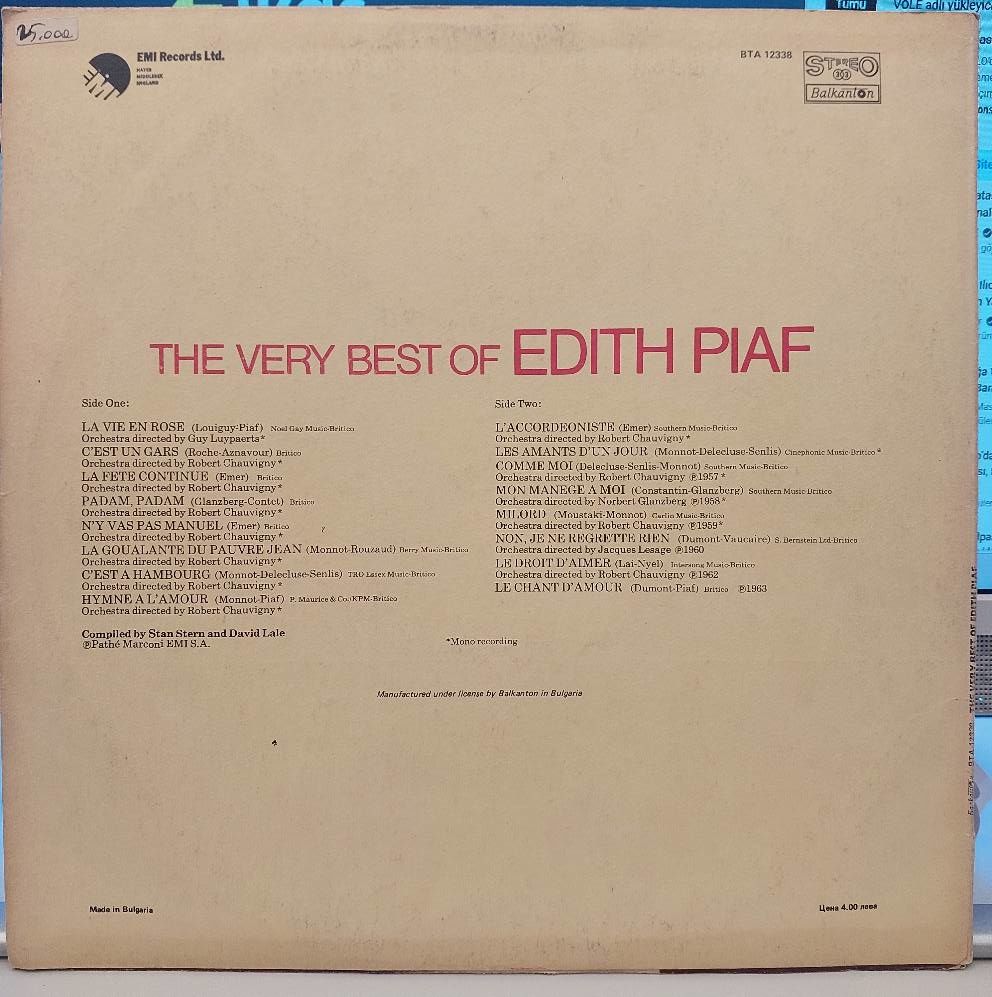 25.000
EMI Records Ltd.
HAYES
MIDDLESEX
ENGLAND
EMI
BTA 12338
STEREO
33
Balkanton
THE VERY BEST OF EDITH PIAF
Side One:
LA VIE EN ROSE (Louiguy-Piaf) Noel Gay Music-Britico
Orchestra directed by Guy Luypaerts*
C'EST UN GARS (Roche-Aznavour) Britico
Orchestra directed by Robert Chauvigny*
LA FETE CONTINUE (Emer) Britico
Orchestra directed by Robert Chauvigny*
PADAM, PADAM (Glanzberg-Contet) Britico
Orchestra directed by Robert Chauvigny*
N'Y VAS PAS MANUEL (Emer) Britico
Orchestra directed by Robert Chauvigny*
LA GOUALANTE DU PAUVRE JEAN (Monnot-Rouzaud) Berry Music-Britico
Orchestra directed by Robert Chauvigny*
C'EST A HAMBOURG (Monnot-Delecluse-Senlis) TRO Essex Music-Britico
Orchestra directed by Robert Chauvigny*
HYMNE A L'AMOUR (Monnot-Piaf) P. Maurice & Co./KPM-Britico
Orchestra directed by Robert Chauvigny*
Compiled by Stan Stern and David Lale
℗Pathé Marconi EMI S.A.
Side Two:
L'ACCORDEONISTE (Emer) Southern Music-Britico
Orchestra directed by Robert Chauvigny*
LES AMANTS D'UN JOUR (Monnot-Delecluse-Senlis) Cinephonic Music-Britico*
COMME MOI (Delecluse-Senlis-Monnot) Southern Music-Britico
Orchestra directed by Robert Chauvigny ℗1957*
MON MANEGE A MOI (Constantin-Glanzberg) Southern Music-Britico
Orchestra directed by Norbert Glanzberg ℗1958*
MILORD (Moustaki-Monnot) Carlin Music-Britico
Orchestra directed by Robert Chauvigny ℗1959*
NON, JE NE REGRETTE RIEN (Dumont-Vaucaire) S. Bernstein Ltd-Britico
Orchestra directed by Jacques Lesage ℗1960
LE DROIT D'AIMER (Lai-Nyel) Intersong Music-Britico
Orchestra directed by Robert Chauvigny ℗1962
LE CHANT D'AMOUR (Dumont-Piaf) Britico ℗1963
*Mono recording
Manufactured under license by Balkanton in Bulgaria
Made in Bulgaria
Цена 4.00 лева
THE VERY BEST OF EDITH PIAF
BTA 12338
Tümü
VOLE adlı yükleyici